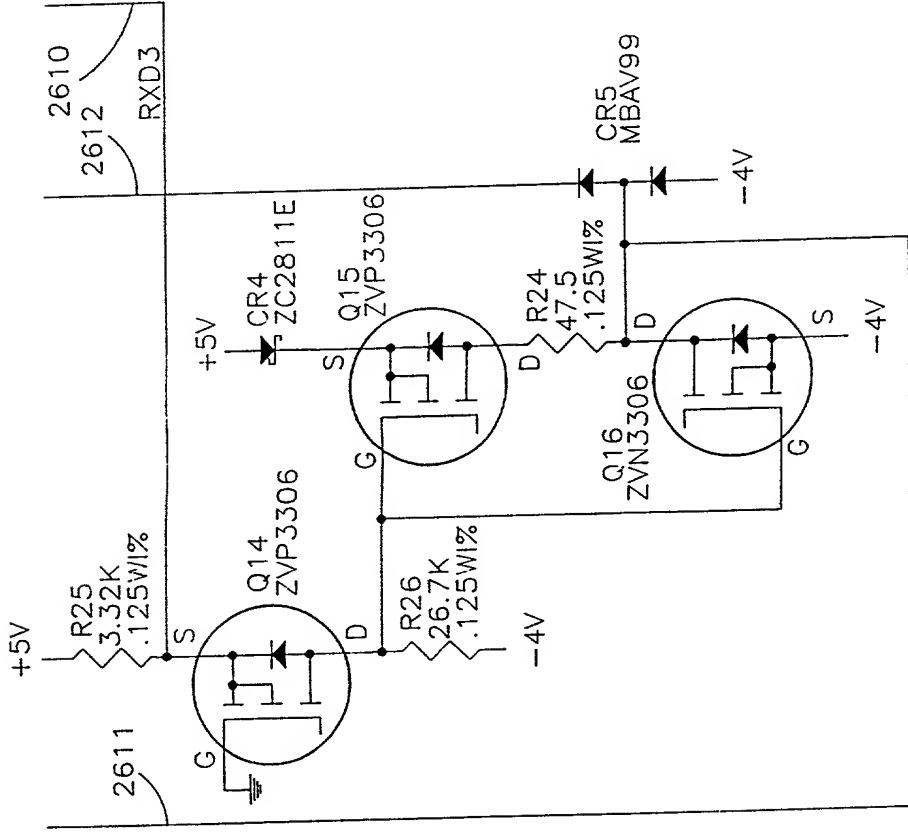 2610
2612
RXD3
2611
+5V
R25
3.32K
.125W1%
S
Q14
ZVP3306
G
D
R26
26.7K
.125W1%
-4V
+5V
CR4
ZC2811E
Q15
ZVP3306
S
G
D
R24
47.5
.125W1%
D
Q16
ZVN3306
G
S
-4V
CR5
MBAV99
-4V